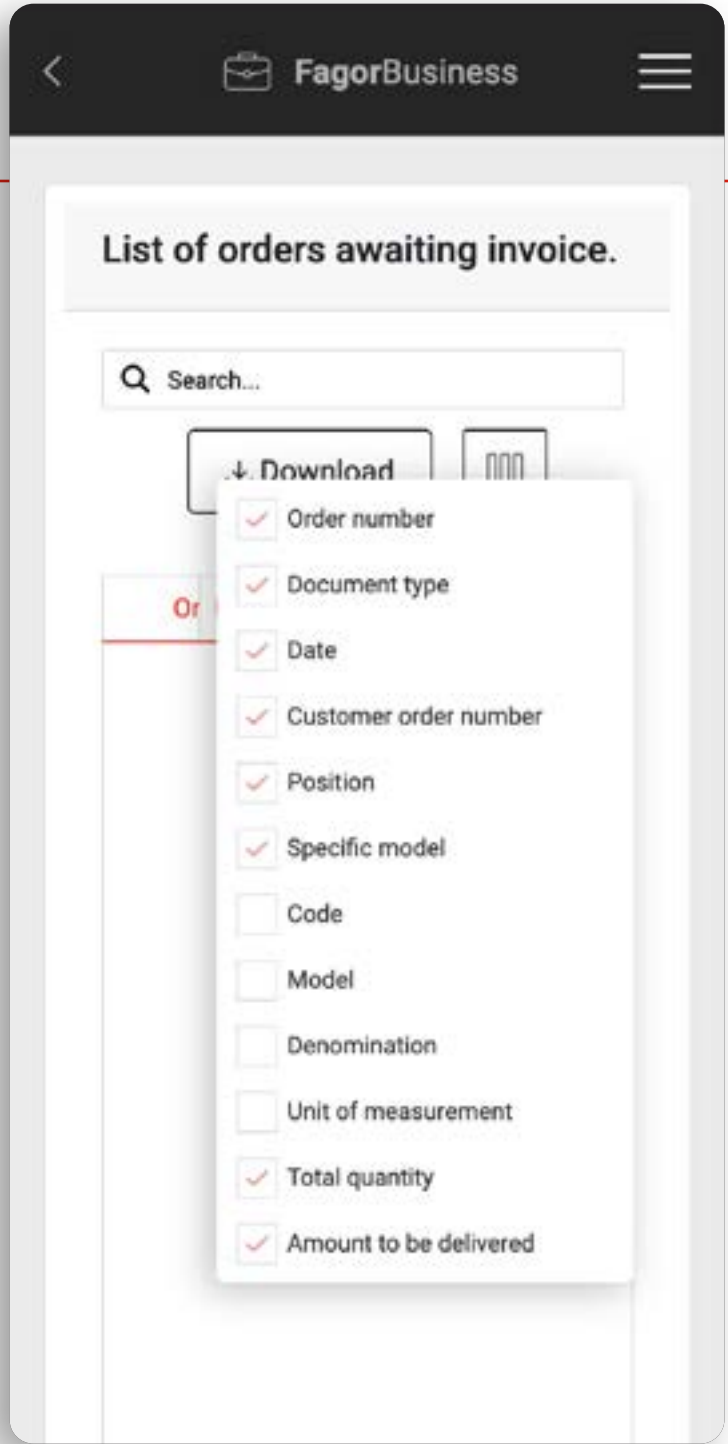 FagorBusiness
List of orders awaiting invoice.
Search...
Download
Order number
Document type
Or
Date
Customer order number
Position
Specific model
Code
Model
Denomination
Unit of measurement
Total quantity
Amount to be delivered